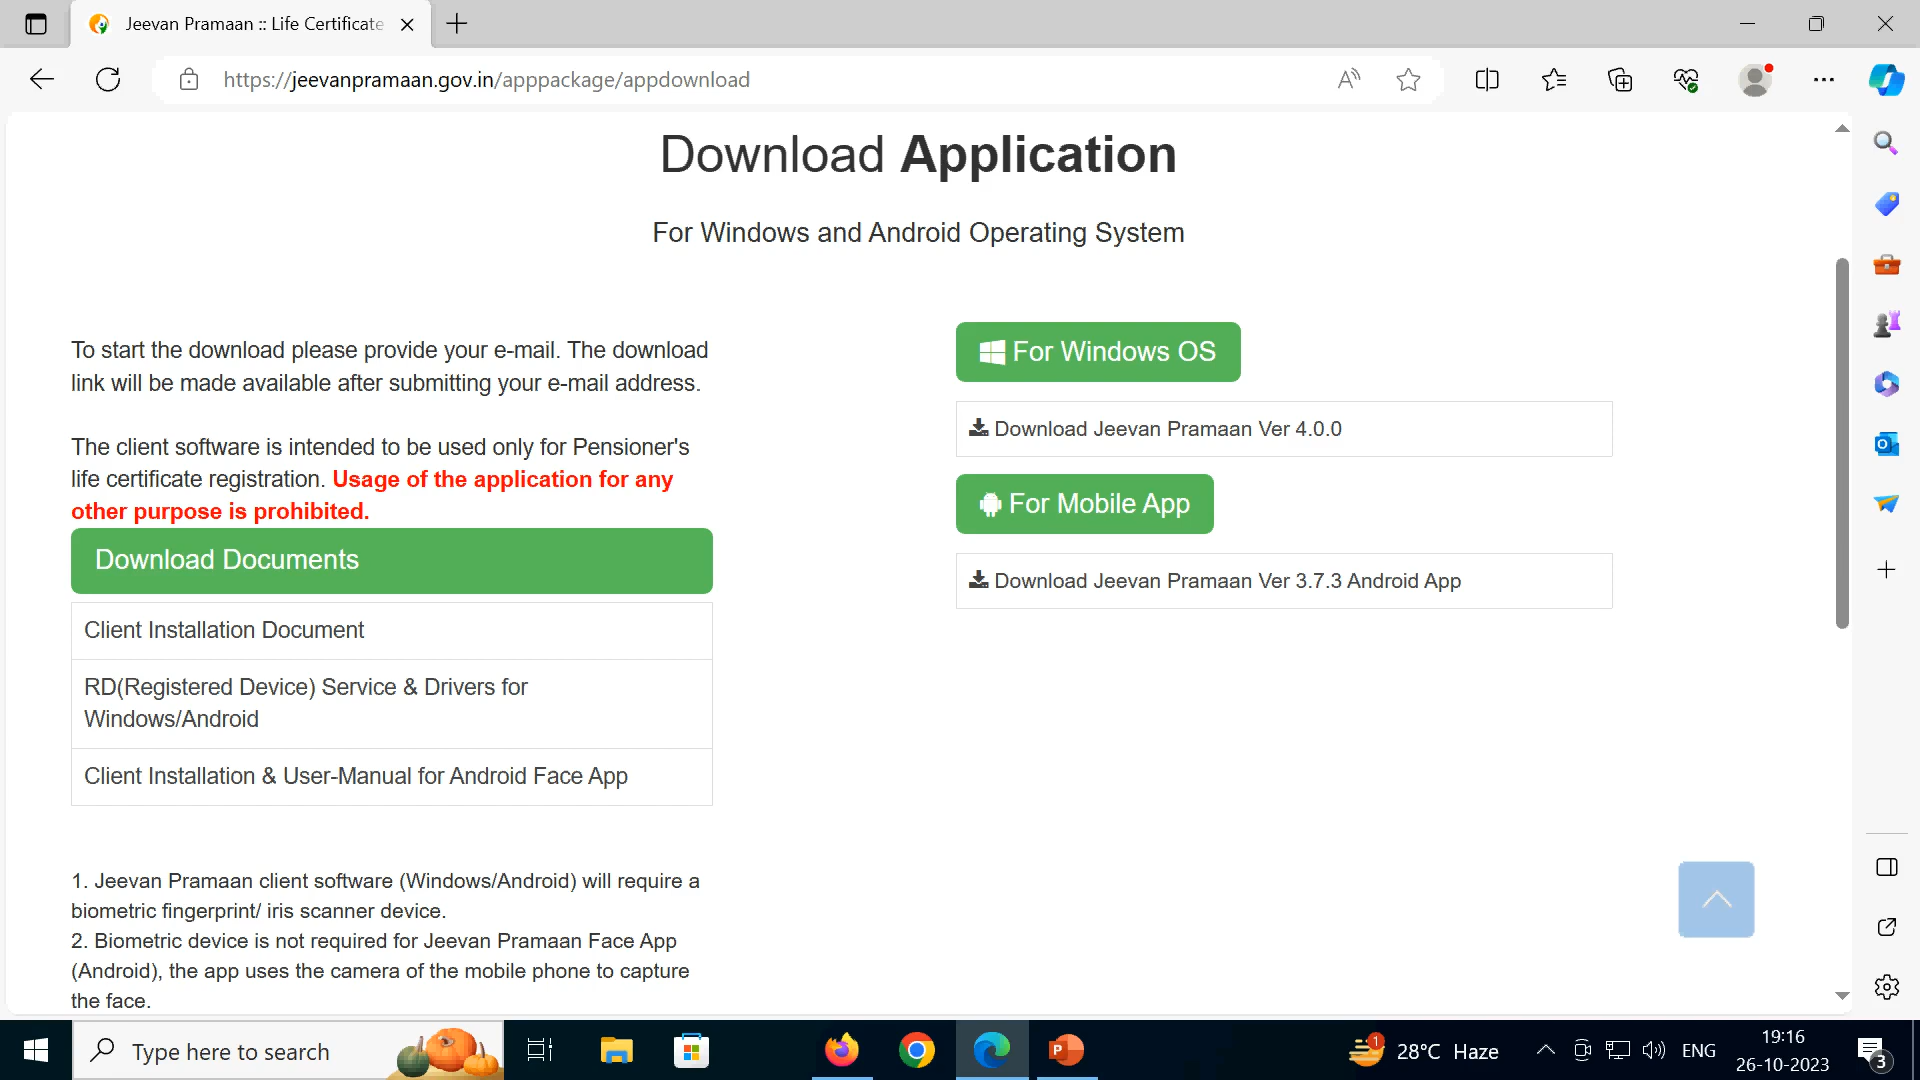 Jeevan Pramaan :: Life Certificate
https://jeevanpramaan.gov.in/apppackage/appdownload
Download Application
For Windows and Android Operating System
To start the download please provide your e-mail. The download
link will be made available after submitting your e-mail address.
The client software is intended to be used only for Pensioner's
life certificate registration. Usage of the application for any
other purpose is prohibited.
Download Documents
Client Installation Document
RD(Registered Device) Service & Drivers for
Windows/Android
Client Installation & User-Manual for Android Face App
1. Jeevan Pramaan client software (Windows/Android) will require a
biometric fingerprint/ iris scanner device.
2. Biometric device is not required for Jeevan Pramaan Face App
(Android), the app uses the camera of the mobile phone to capture
the face.
For Windows OS
Download Jeevan Pramaan Ver 4.0.0
For Mobile App
Download Jeevan Pramaan Ver 3.7.3 Android App
Type here to search
1
28°C Haze
ENG
19:16
26-10-2023
3